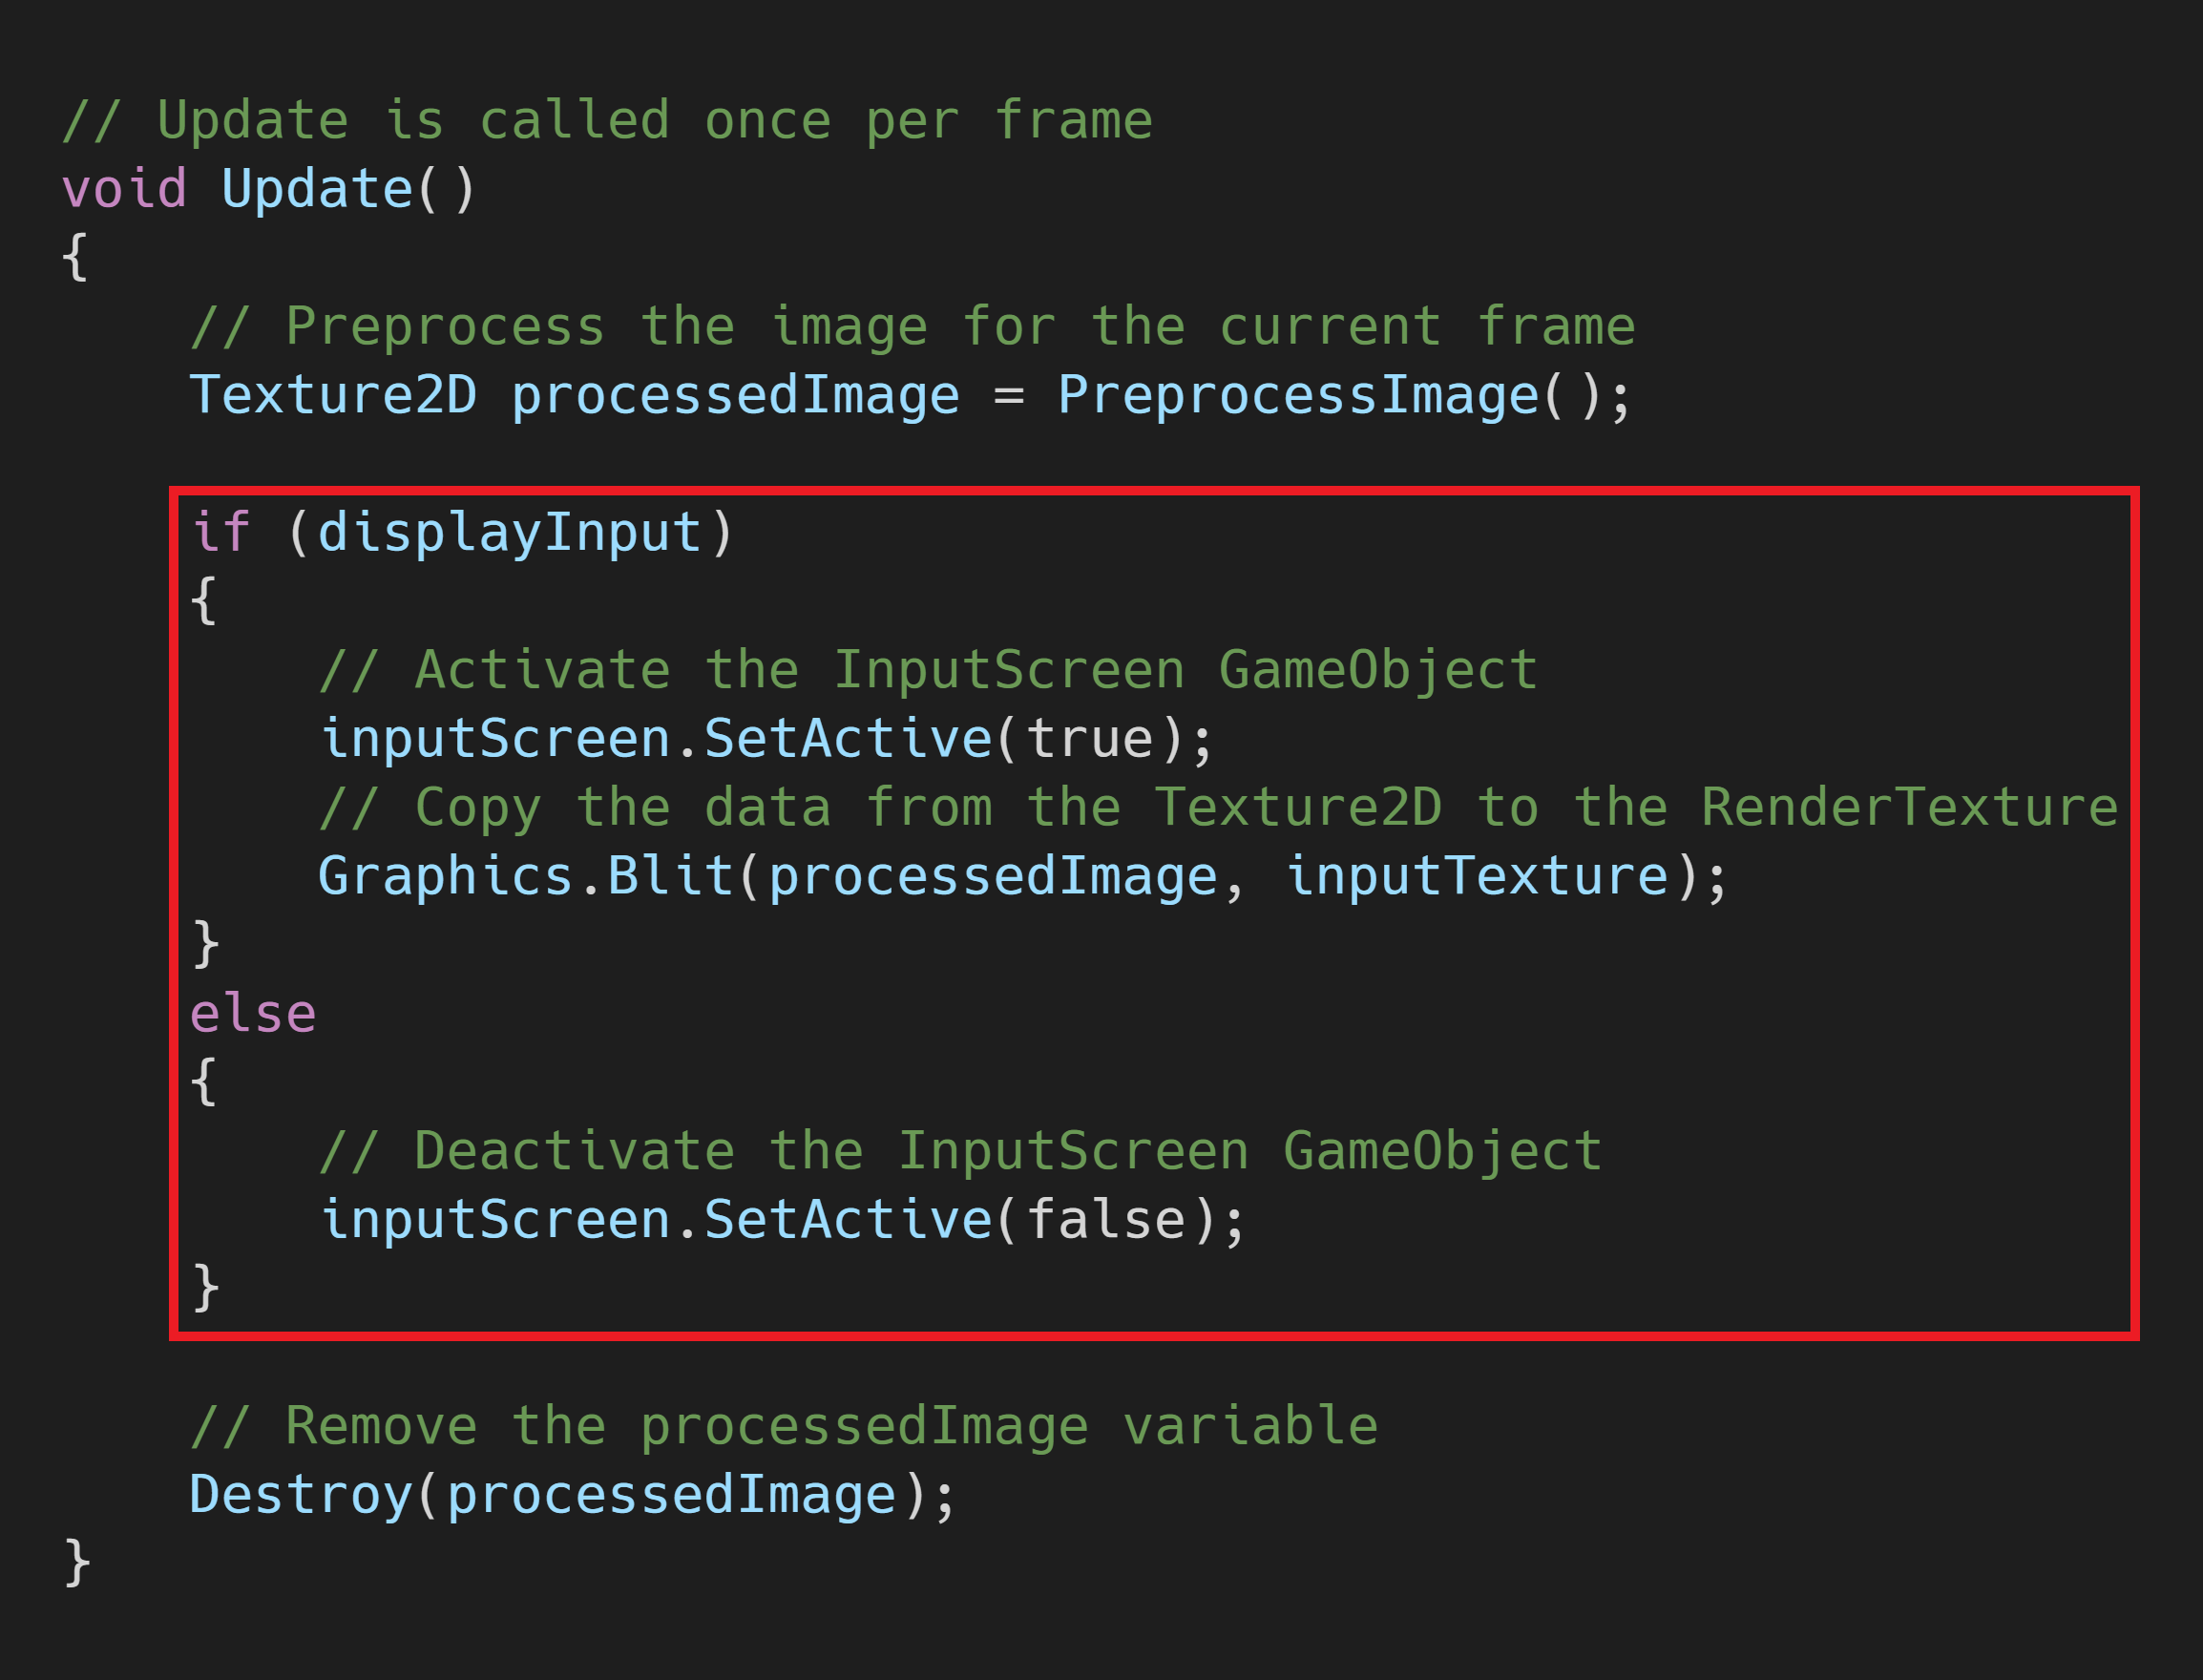 // Update is called once per frame
void Update()
{
    // Preprocess the image for the current frame
    Texture2D processedImage = PreprocessImage();

    if (displayInput)
    {
        // Activate the InputScreen GameObject
        inputScreen.SetActive(true);
        // Copy the data from the Texture2D to the RenderTexture
        Graphics.Blit(processedImage, inputTexture);
    }
    else
    {
        // Deactivate the InputScreen GameObject
        inputScreen.SetActive(false);
    }

    // Remove the processedImage variable
    Destroy(processedImage);
}